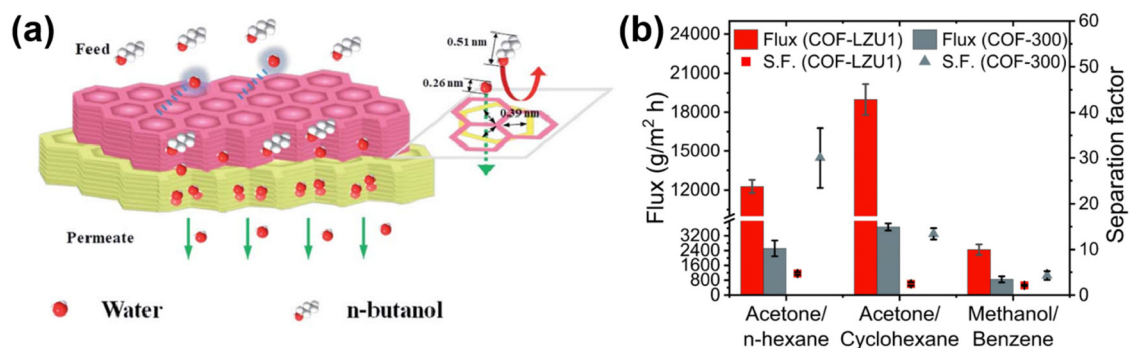 (a)
Feed
0.51 nm
0.26 nm
0.39 nm
Permeate
Water
n-butanol
(b)
Flux (COF-LZU1) Flux (COF-300)
S.F. (COF-LZU1) S.F. (COF-300)
Flux (g/m² h)
24000
21000
18000
15000
12000
3200
2400
1600
800
0
Separation factor
60
50
40
30
20
10
0
Acetone/ Acetone/ Methanol/
n-hexane Cyclohexane Benzene